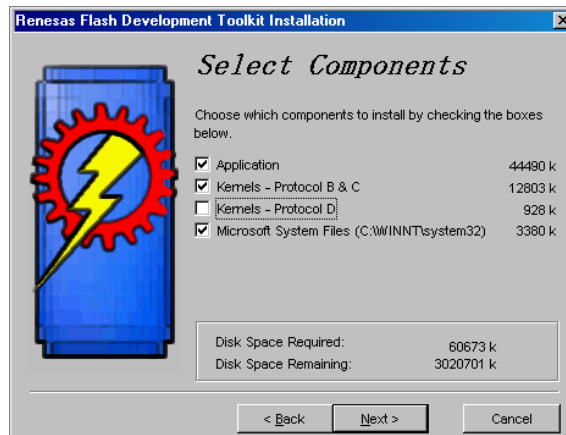 Renesas Flash Development Toolkit Installation
Select Components
Choose which components to install by checking the boxes
below.
Application 44490 k
Kernels - Protocol B & C 12803 k
Kernels - Protocol D 928 k
Microsoft System Files (C:\WINNT\system32) 3380 k
Disk Space Required: 60673 k
Disk Space Remaining: 3020701 k
< Back Next > Cancel